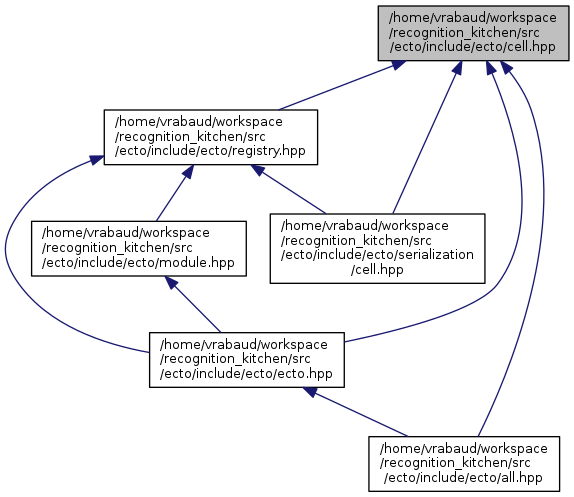 /home/vrabaud/workspace
/recognition_kitchen/src
/ecto/include/ecto/cell.hpp
/home/vrabaud/workspace
/recognition_kitchen/src
/ecto/include/ecto/registry.hpp
/home/vrabaud/workspace
/recognition_kitchen/src
/ecto/include/ecto/module.hpp
/home/vrabaud/workspace
/recognition_kitchen/src
/ecto/include/ecto/serialization
/cell.hpp
/home/vrabaud/workspace
/recognition_kitchen/src
/ecto/include/ecto/ecto.hpp
/home/vrabaud/workspace
/recognition_kitchen/src
/ecto/include/ecto/all.hpp